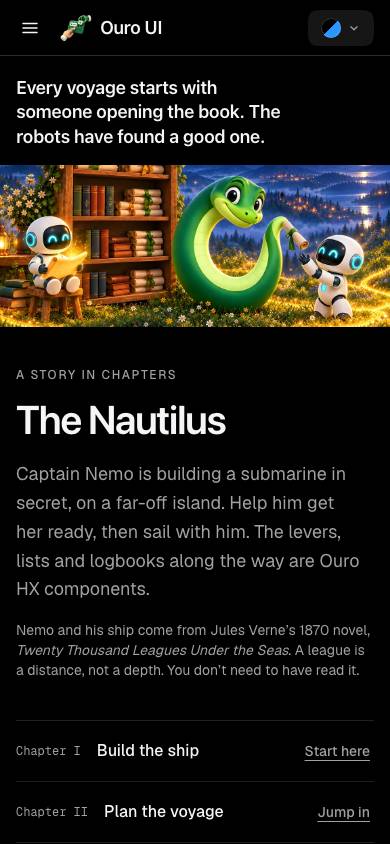 Ouro UI
Every voyage starts with
someone opening the book. The
robots have found a good one.
A STORY IN CHAPTERS
The Nautilus
Captain Nemo is building a submarine in
secret, on a far-off island. Help him get
her ready, then sail with him. The levers,
lists and logbooks along the way are Ouro
HX components.
Nemo and his ship come from Jules Verne’s 1870 novel,
Twenty Thousand Leagues Under the Seas. A league is
a distance, not a depth. You don’t need to have read it.
Chapter I Build the ship Start here
Chapter II Plan the voyage Jump in